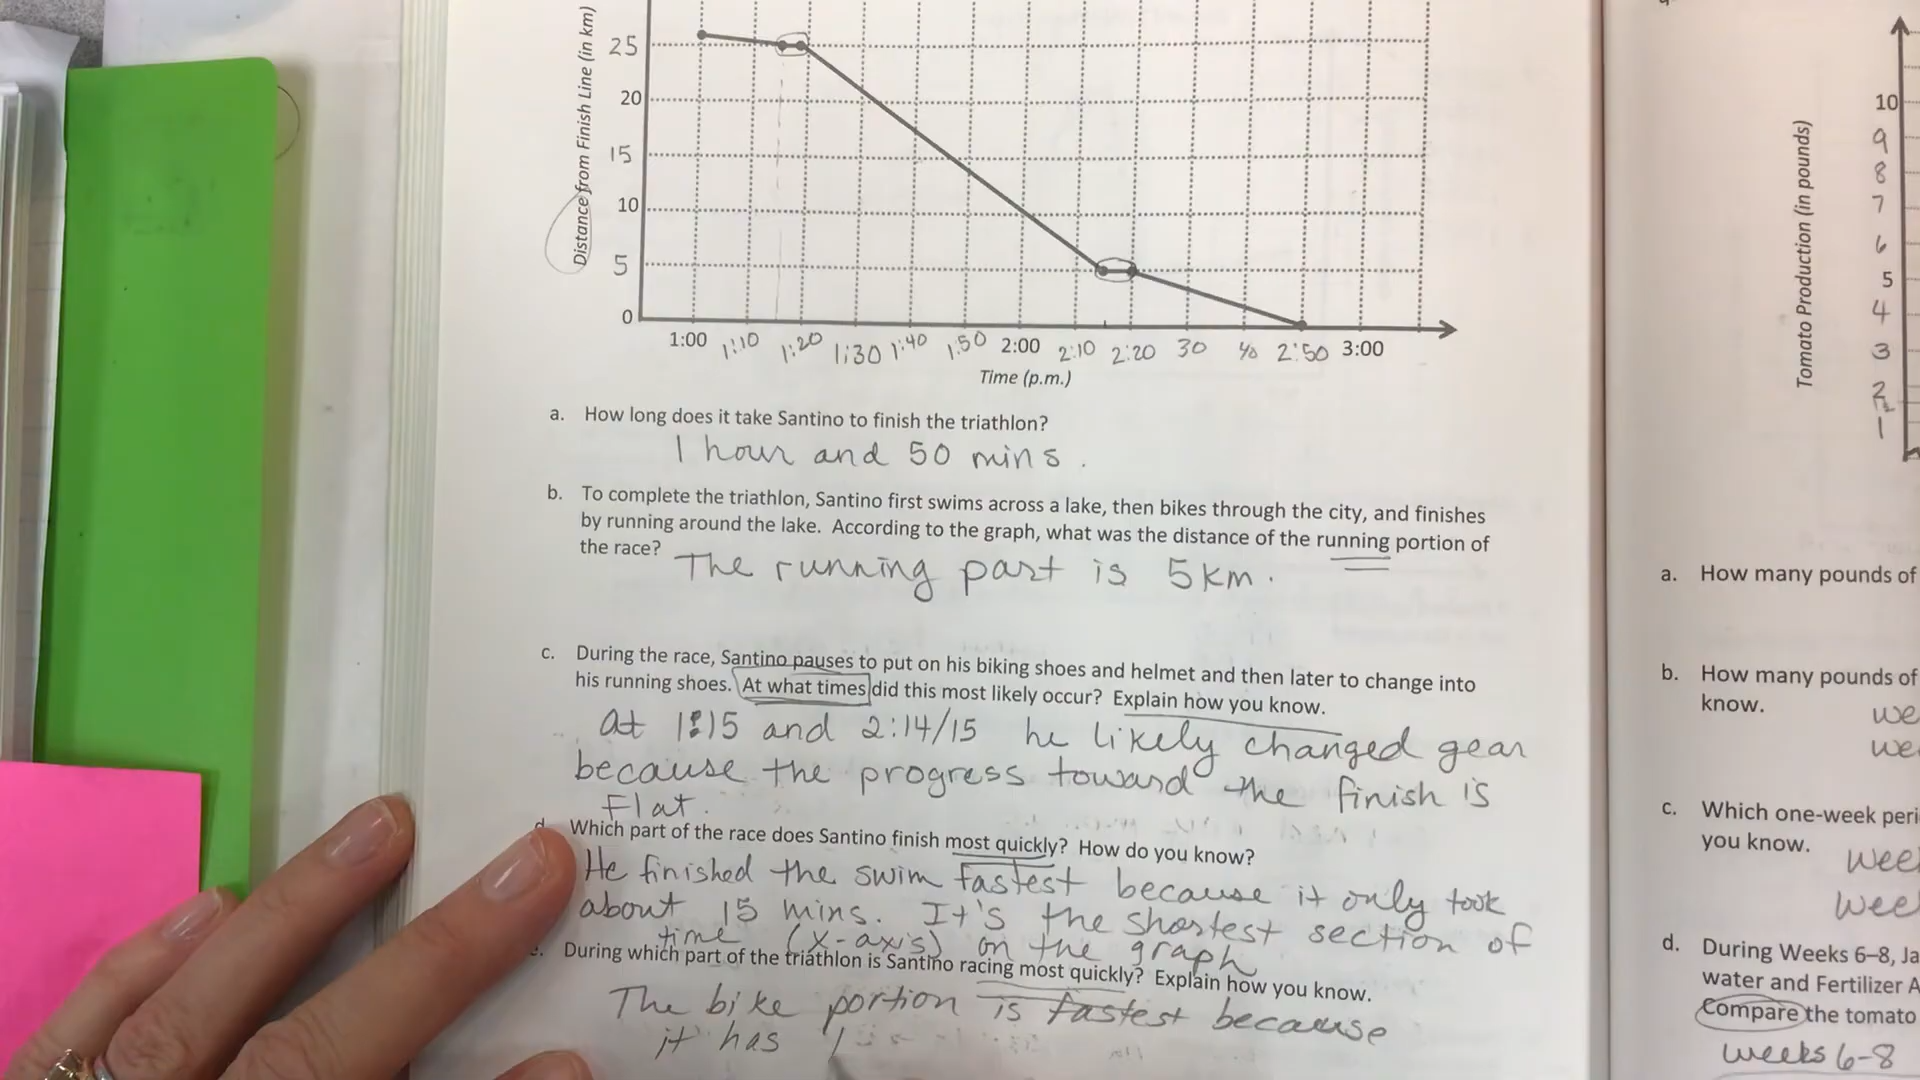 Distance from Finish Line (in km)
25
20
15
10
5
0
1:00 1:10 1:20 1:30 1:40 1:50 2:00 2:10 2:20 30 40 2:50 3:00
Time (p.m.)
a. How long does it take Santino to finish the triathlon?
1 hour and 50 mins.
b. To complete the triathlon, Santino first swims across a lake, then bikes through the city, and finishes
by running around the lake. According to the graph, what was the distance of the running portion of
the race?
The running part is 5 km.
c. During the race, Santino pauses to put on his biking shoes and helmet and then later to change into
his running shoes. At what times did this most likely occur? Explain how you know.
at 1:15 and 2:14/15 he likely changed gear
because the progress toward the finish is
flat.
Which part of the race does Santino finish most quickly? How do you know?
He finished the swim fastest because it only took
about 15 mins. It's the shortest section of
time (x-axis) on the graph
e. During which part of the triathlon is Santino racing most quickly? Explain how you know.
The bike portion is fastest because
it has
Tomato Production (in pounds)
10
9
8
7
6
5
4
3
2
1
a. How many pounds of
b. How many pounds of
know.
we
we
c. Which one-week peri
you know.
week
week
d. During Weeks 6–8, Ja
water and Fertilizer A
Compare the tomato
weeks 6-8